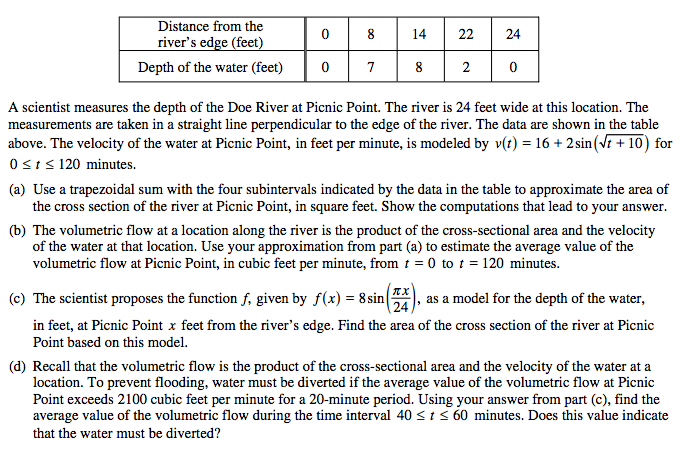 Distance from the river's edge (feet) 0 8 14 22 24
Depth of the water (feet) 0 7 8 2 0
A scientist measures the depth of the Doe River at Picnic Point. The river is 24 feet wide at this location. The
measurements are taken in a straight line perpendicular to the edge of the river. The data are shown in the table
above. The velocity of the water at Picnic Point, in feet per minute, is modeled by v(t) = 16 + 2sin(√t + 10) for
0 ≤ t ≤ 120 minutes.
(a) Use a trapezoidal sum with the four subintervals indicated by the data in the table to approximate the area of
the cross section of the river at Picnic Point, in square feet. Show the computations that lead to your answer.
(b) The volumetric flow at a location along the river is the product of the cross-sectional area and the velocity
of the water at that location. Use your approximation from part (a) to estimate the average value of the
volumetric flow at Picnic Point, in cubic feet per minute, from t = 0 to t = 120 minutes.
(c) The scientist proposes the function f, given by f(x) = 8sin(πx/24), as a model for the depth of the water,
in feet, at Picnic Point x feet from the river's edge. Find the area of the cross section of the river at Picnic
Point based on this model.
(d) Recall that the volumetric flow is the product of the cross-sectional area and the velocity of the water at a
location. To prevent flooding, water must be diverted if the average value of the volumetric flow at Picnic
Point exceeds 2100 cubic feet per minute for a 20-minute period. Using your answer from part (c), find the
average value of the volumetric flow during the time interval 40 ≤ t ≤ 60 minutes. Does this value indicate
that the water must be diverted?